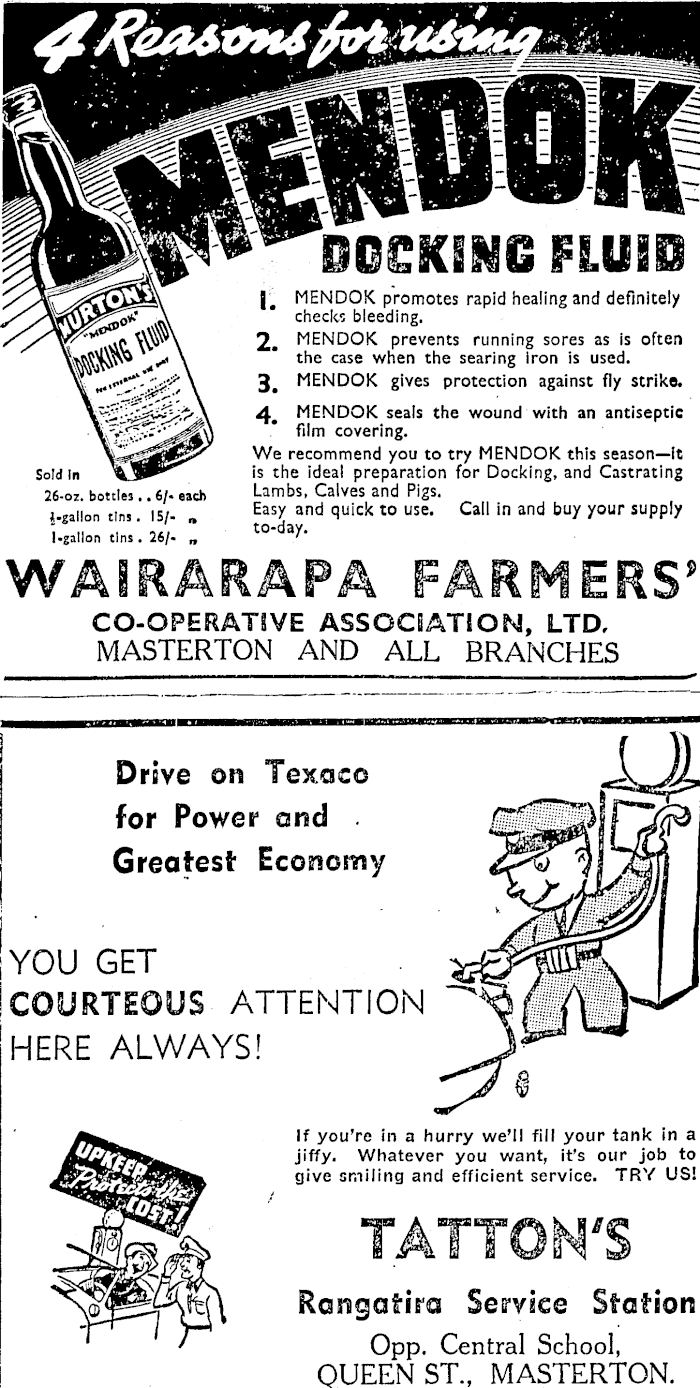 4 Reasons for using
MENDOK
DOCKING FLUID
MURTON'S
"MENDOK"
DOCKING FLUID
FOR EXTERNAL USE ONLY
1. MENDOK promotes rapid healing and definitely
checks bleeding.
2. MENDOK prevents running sores as is often
the case when the searing iron is used.
3. MENDOK gives protection against fly strike.
4. MENDOK seals the wound with an antiseptic
film covering.
We recommend you to try MENDOK this season—it
is the ideal preparation for Docking, and Castrating
Lambs, Calves and Pigs.
Easy and quick to use. Call in and buy your supply
to-day.
Sold in
26-oz. bottles . . 6/- each
½-gallon tins . 15/- „
1-gallon tins . 26/- „
WAIRARAPA FARMERS'
CO-OPERATIVE ASSOCIATION, LTD.
MASTERTON AND ALL BRANCHES
Drive on Texaco
for Power and
Greatest Economy
YOU GET
COURTEOUS ATTENTION
HERE ALWAYS!
If you're in a hurry we'll fill your tank in a
jiffy. Whatever you want, it's our job to
give smiling and efficient service. TRY US!
UPKEEP
Protects the
COST!
TATTON'S
Rangatira Service Station
Opp. Central School,
QUEEN ST., MASTERTON.